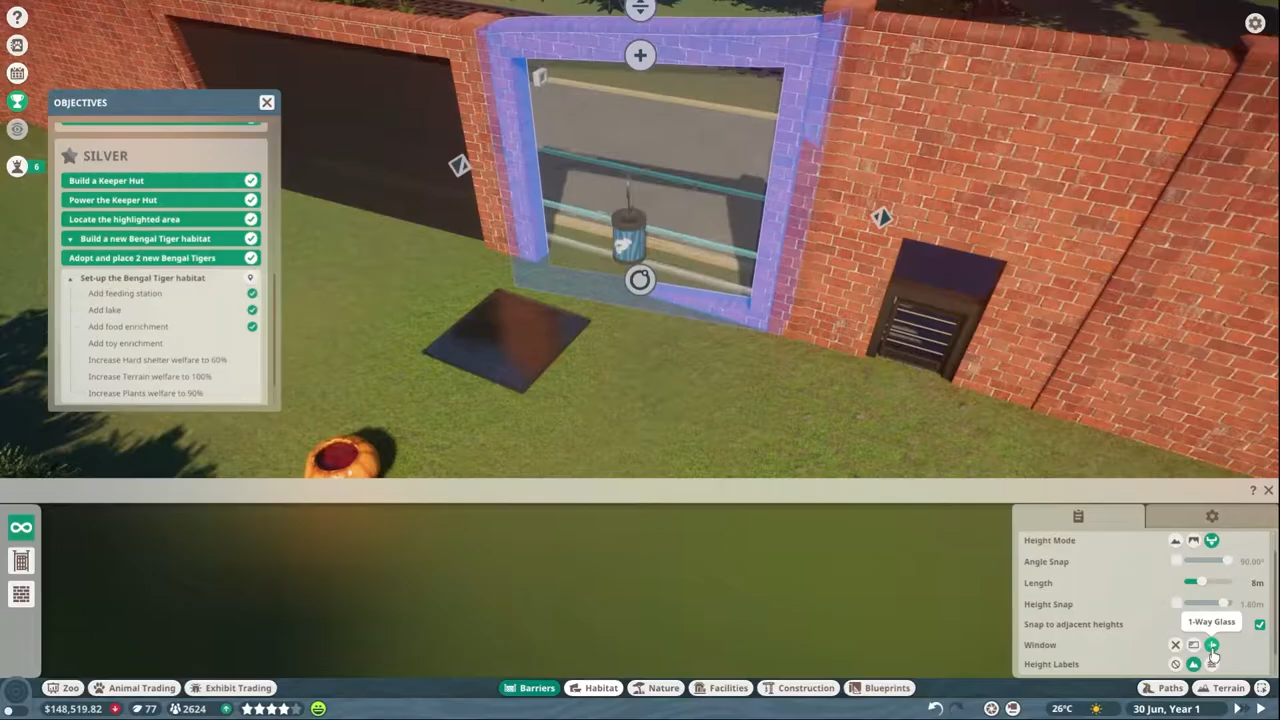 OBJECTIVES
SILVER
Build a Keeper Hut
Power the Keeper Hut
Locate the highlighted area
Build a new Bengal Tiger habitat
Adopt and place 2 new Bengal Tigers
Set-up the Bengal Tiger habitat
Add feeding station
Add lake
Add food enrichment
Add toy enrichment
Increase Hard shelter welfare to 60%
Increase Terrain welfare to 100%
Increase Plants welfare to 90%
6
Height Mode
Angle Snap 90.00°
Length 8m
Height Snap 1.80m
1-Way Glass
Snap to adjacent heights
Window
Height Labels
Zoo Animal Trading Exhibit Trading Barriers Habitat Nature Facilities Construction Blueprints Paths Terrain
$148,519.82 77 2624 26°C 30 Jun, Year 1